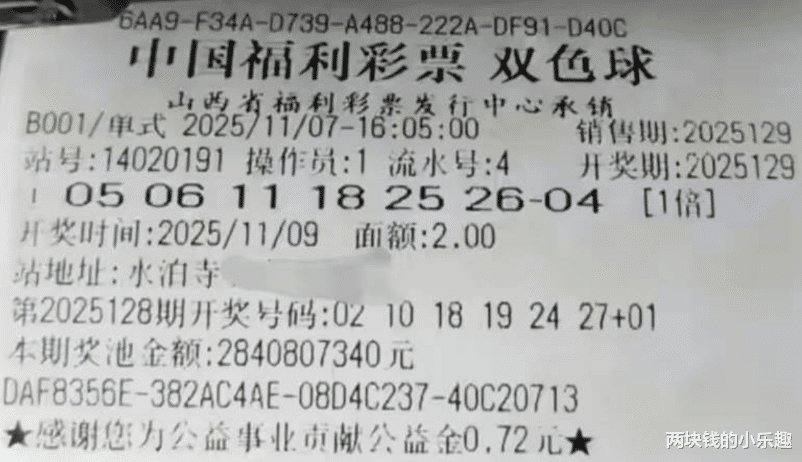 6AA9-F34A-D739-A488-222A-DF91-D40C
中国福利彩票 双色球
山西省福利彩票发行中心承销
B001/单式 2025/11/07-16:05:00 销售期:2025129
站号:14020191 操作员:1 流水号:4 开奖期:2025129
05 06 11 18 25 26-04 [1倍]
开奖时间:2025/11/09 面额:2.00
站地址:水泊寺
第2025128期开奖号码:02 10 18 19 24 27+01
本期奖池金额:2840807340元
DAF8356E-382AC4AE-08D4C237-40C20713
★感谢您为公益事业贡献公益金0.72元★
两块钱的小乐趣